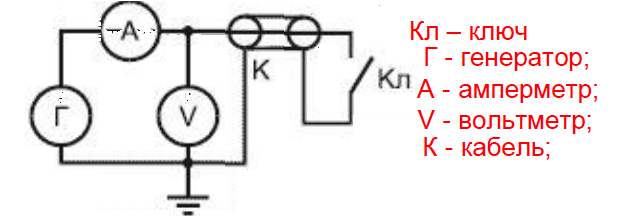 А
Г
V
К
Кл
Кл – ключ
Г - генератор;
А - амперметр;
V - вольтметр;
К - кабель;